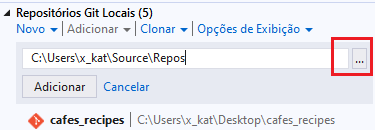 Repositórios Git Locais (5)
Novo | Adicionar | Clonar | Opções de Exibição
C:\Users\x_kat\Source\Repos ...
Adicionar Cancelar
cafes_recipes | C:\Users\x_kat\Desktop\cafes_recipes